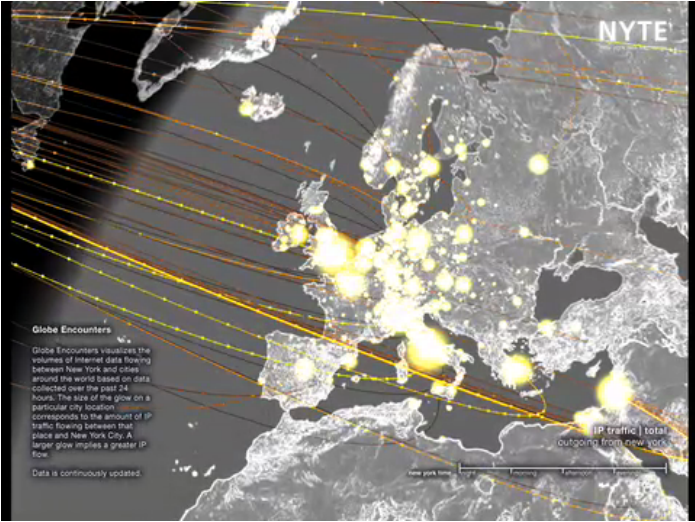 NYTE
Globe Encounters
Globe Encounters visualizes the
volumes of Internet data flowing
between New York and cities
around the world based on data
collected over the past 24
hours. The size of the glow on a
particular city location
corresponds to the amount of IP
traffic flowing between that
place and New York City. A
larger glow implies a greater IP
flow.
Data is continuously updated.
IP traffic | total
outgoing from new york
new york time night morning afternoon evening